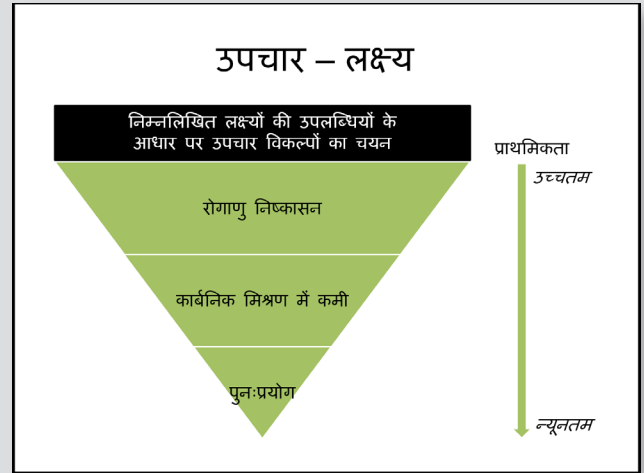 उपचार – लक्ष्य
निम्नलिखित लक्ष्यों की उपलब्धियों के
आधार पर उपचार विकल्पों का चयन
प्राथमिकता
उच्चतम
रोगाणु निष्कासन
कार्बनिक मिश्रण में कमी
पुनःप्रयोग
न्यूनतम